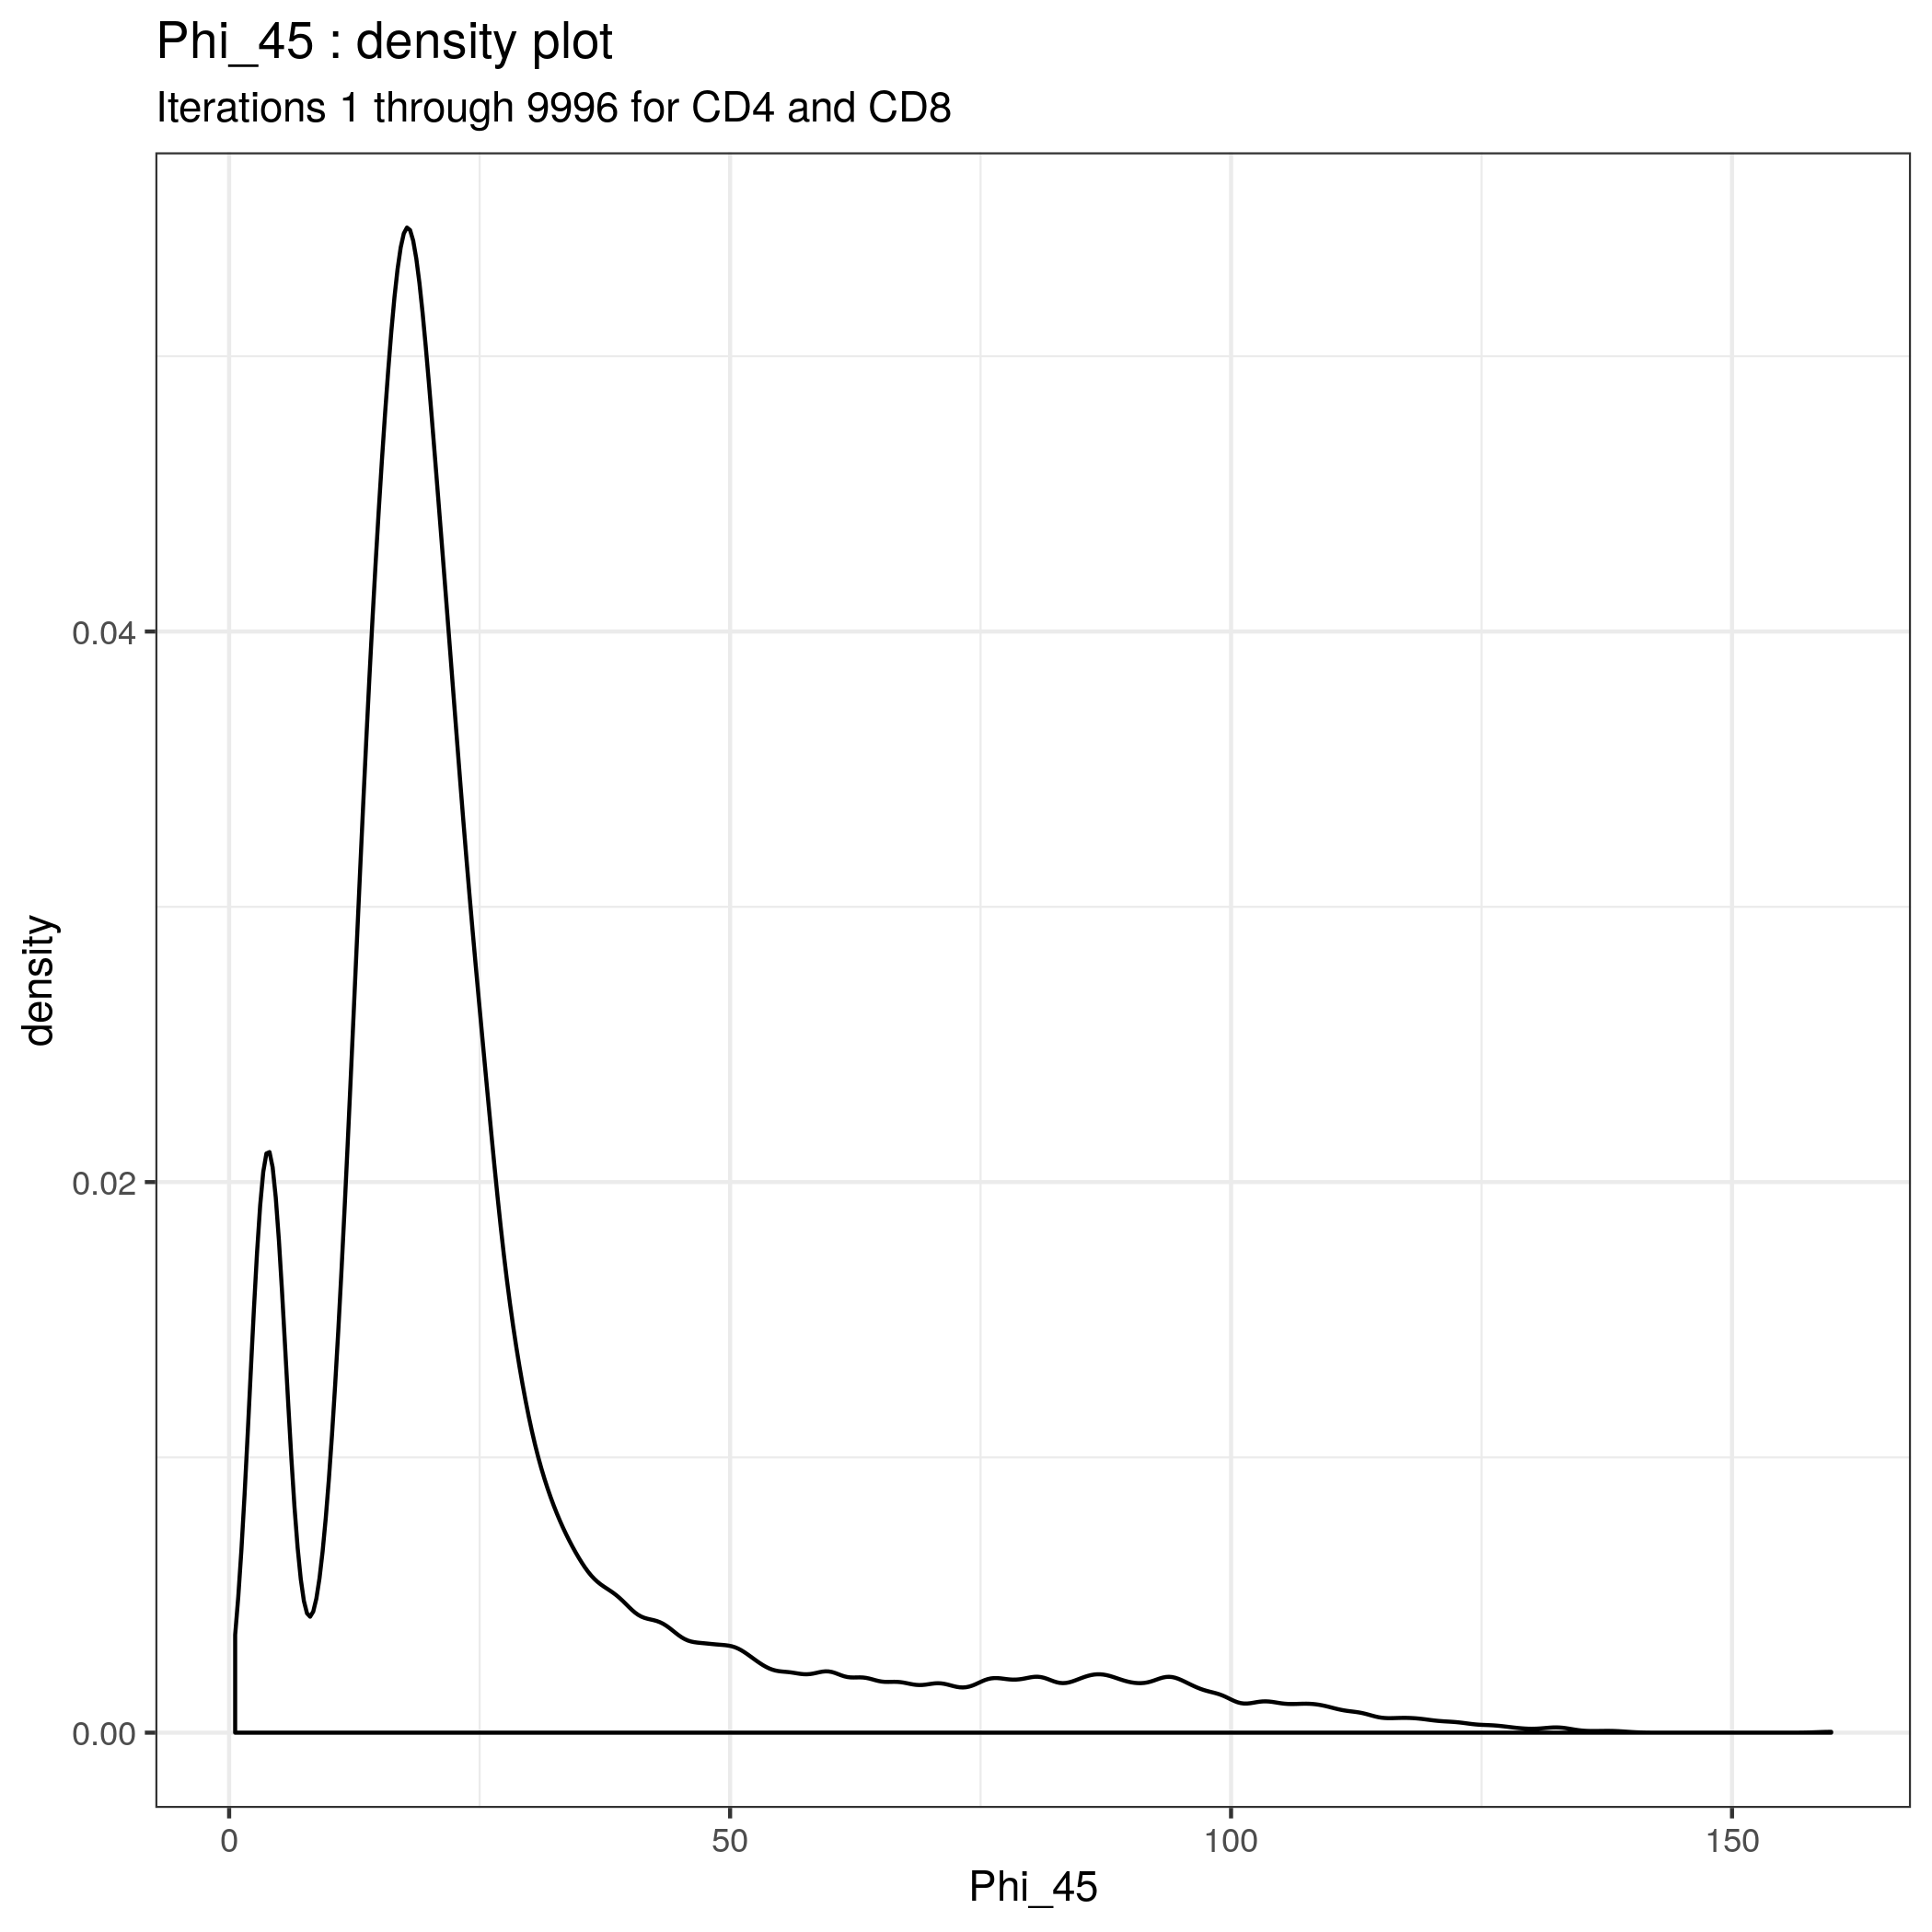 Phi_45 : density plot
Iterations 1 through 9996 for CD4 and CD8
density
0.04
0.02
0.00
0
50
100
150
Phi_45